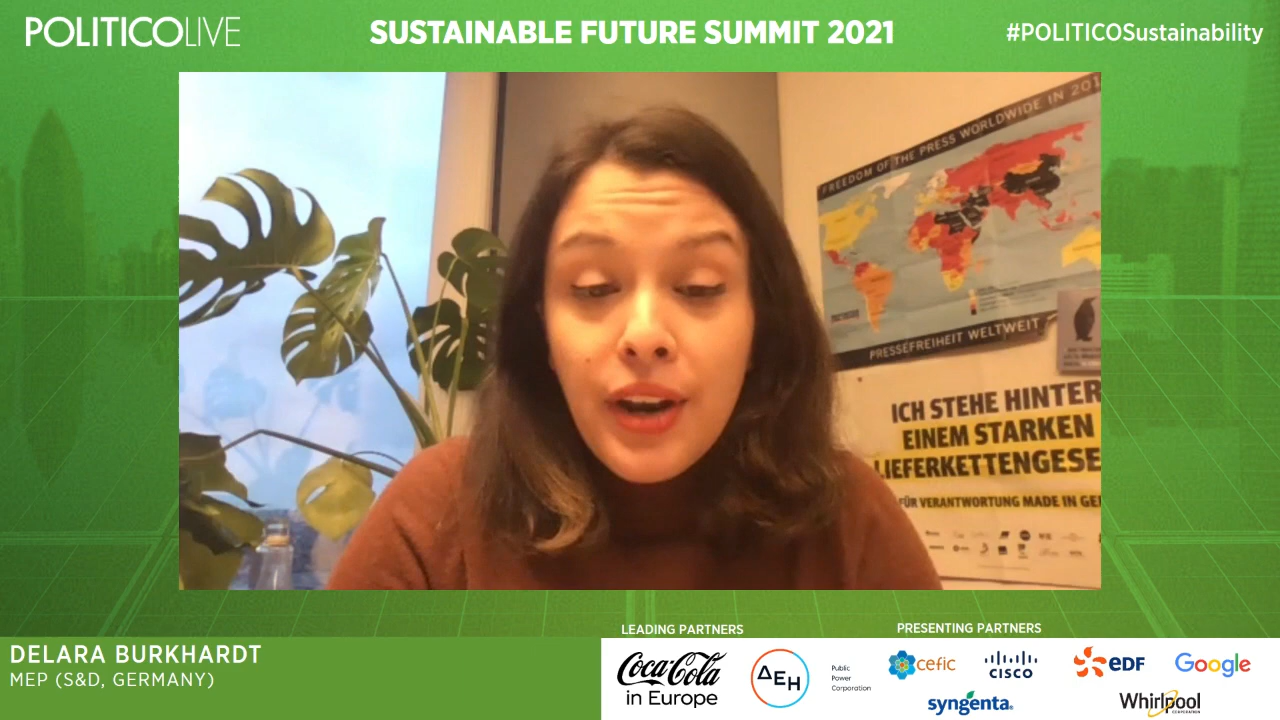 POLITICOLIVE
SUSTAINABLE FUTURE SUMMIT 2021
#POLITICOSustainability
FREEDOM OF THE PRESS WORLDWIDE IN 201
PRESSEFREIHEIT WELTWEIT
ICH STEHE HINTER
EINEM STARKEN
LIEFERKETTENGESE
FÜR VERANTWORTUNG MADE IN GE
DELARA BURKHARDT
MEP (S&D, GERMANY)
LEADING PARTNERS
Coca-Cola
in Europe
ΔΕΗ
Public
Power
Corporation
PRESENTING PARTNERS
cefic
CISCO
EDF
Google
syngenta
Whirlpool
CORPORATION